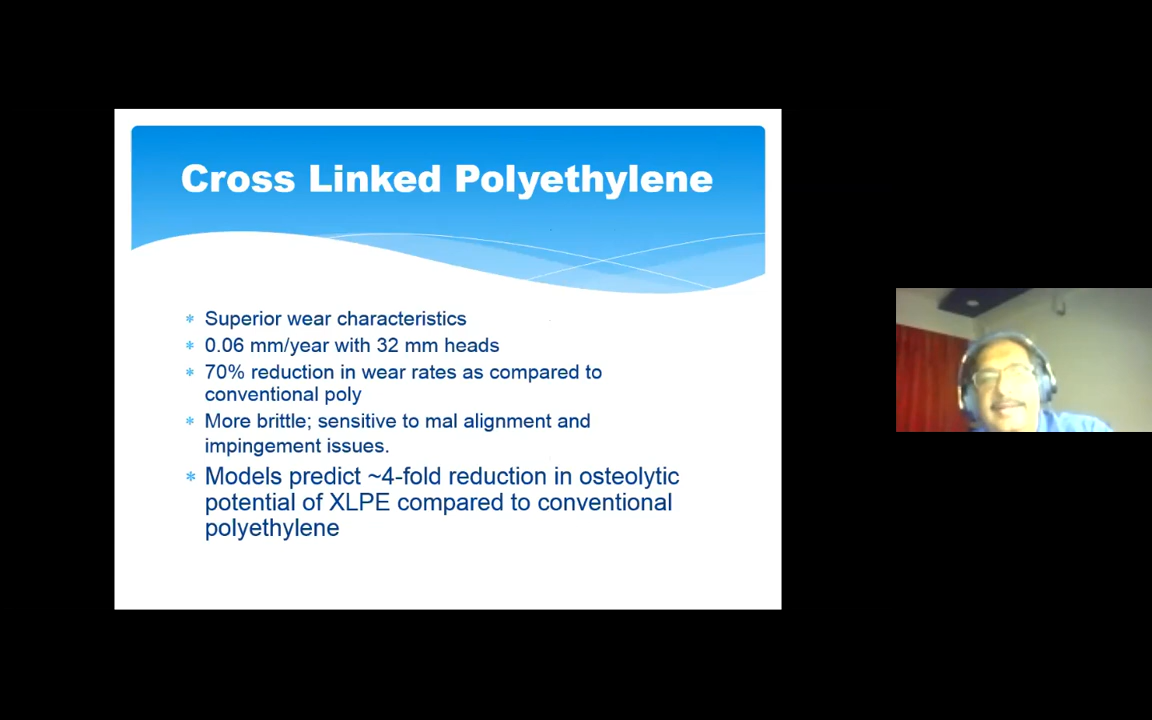 Cross Linked Polyethylene
* Superior wear characteristics
* 0.06 mm/year with 32 mm heads
* 70% reduction in wear rates as compared to
conventional poly
* More brittle; sensitive to mal alignment and
impingement issues.
* Models predict ~4-fold reduction in osteolytic
potential of XLPE compared to conventional
polyethylene